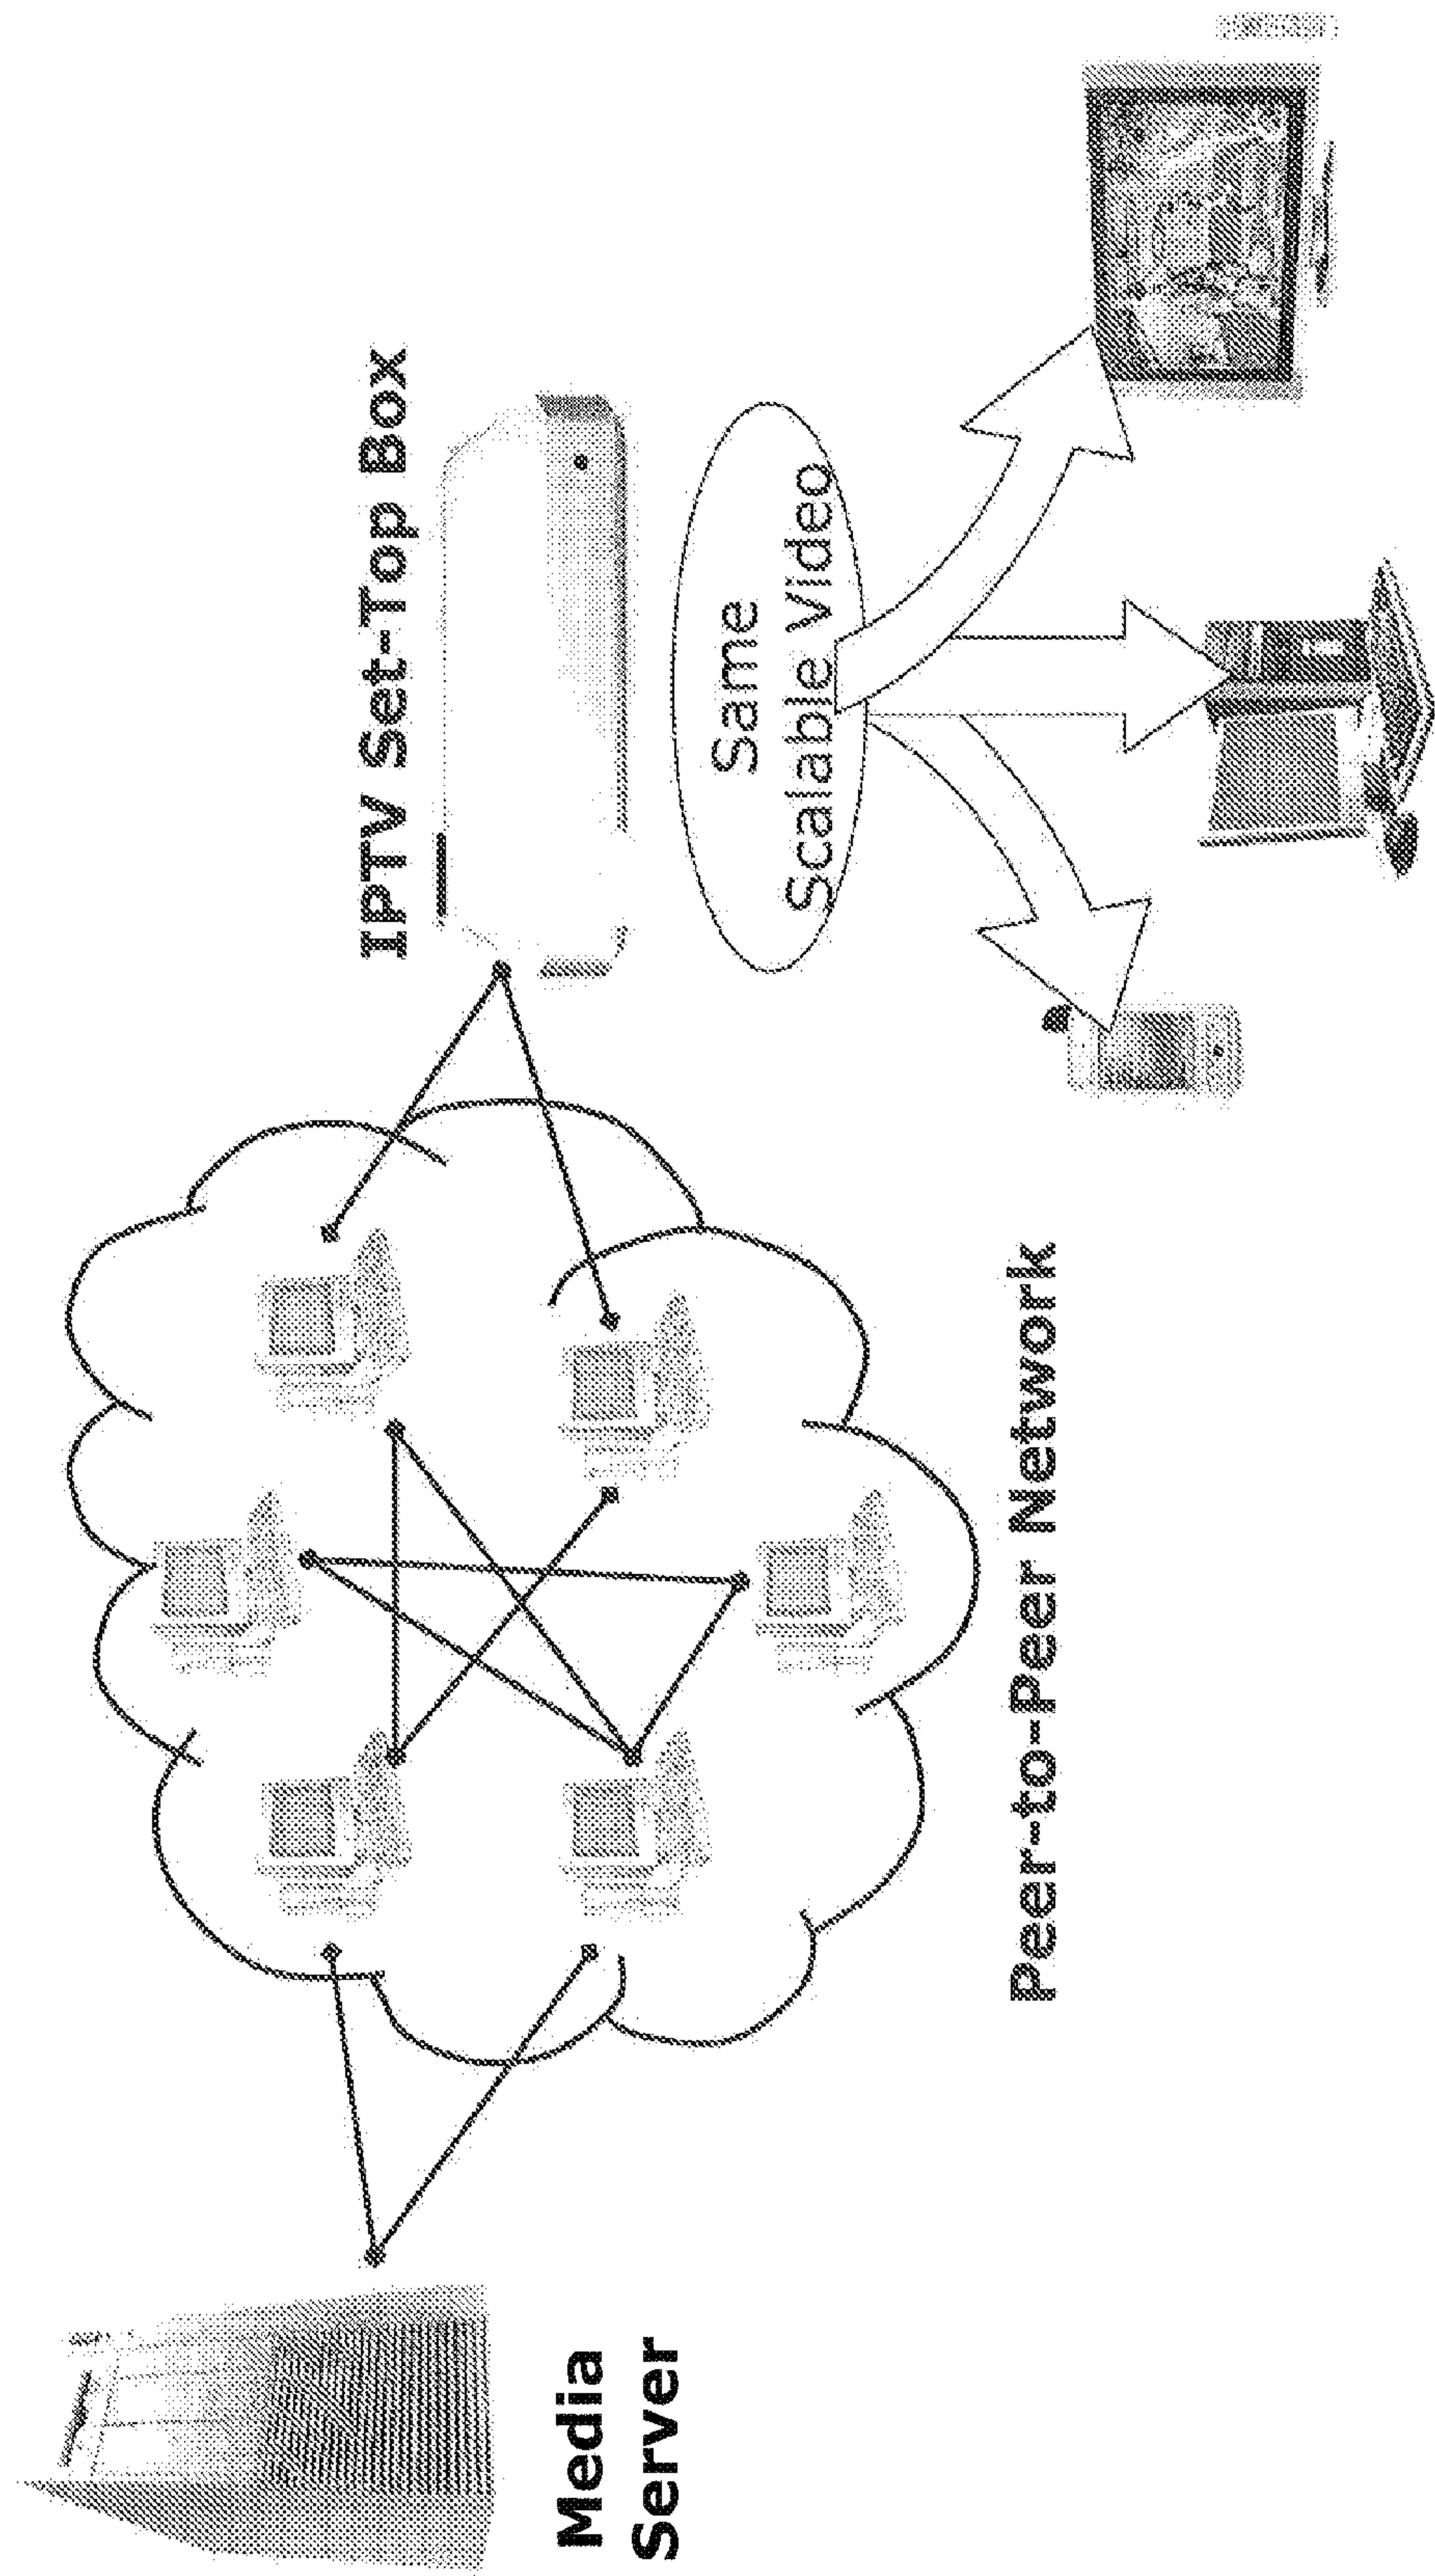 Media
Server
Peer-to-Peer Network
IPTV Set-Top Box
Same
Scalable Video